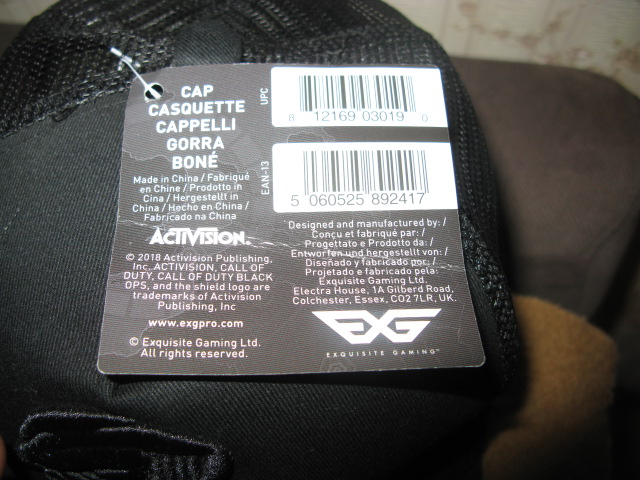 CAP
CASQUETTE
CAPPELLI
GORRA
BONÉ
Made in China / Fabriqué
en Chine / Prodotto in
Cina / Hergestellt in
China / Hecho en China /
Fabricado na China
ACTIVISION.
© 2018 Activision Publishing,
Inc. ACTIVISION, CALL OF
DUTY, CALL OF DUTY BLACK
OPS, and the shield logo are
trademarks of Activision
Publishing, Inc
www.exgpro.com
© Exquisite Gaming Ltd.
All rights reserved.
UPC
8 12169 03019 0
EAN-13
5 060525 892417
Designed and manufactured by: /
Conçu et fabriqué par: /
Progettato e Prodotto da: /
Entworfen und hergestellt von: /
Diseñado y fabricado por: /
Projetado e fabricado pela:
Exquisite Gaming Ltd.
Electra House, 1A Gilberd Road,
Colchester, Essex, CO2 7LR, UK.
EXG
EXQUISITE GAMING™